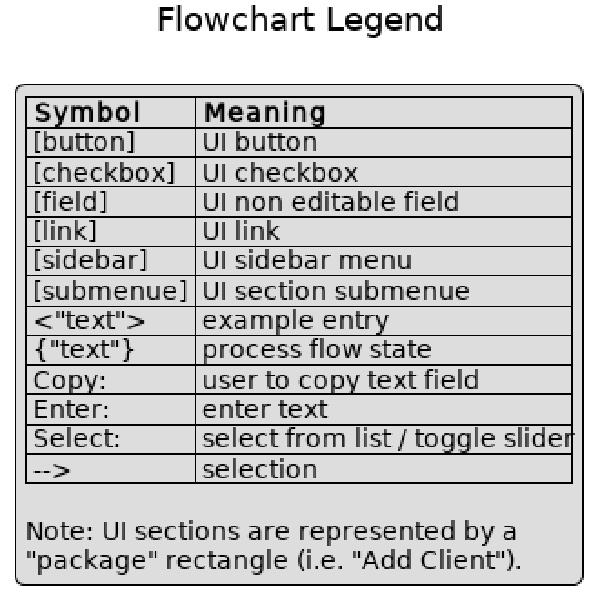 Flowchart Legend
Symbol Meaning
[button] UI button
[checkbox] UI checkbox
[field] UI non editable field
[link] UI link
[sidebar] UI sidebar menu
[submenue] UI section submenue
<"text"> example entry
{"text"} process flow state
Copy: user to copy text field
Enter: enter text
Select: select from list / toggle slider
--> selection
Note: UI sections are represented by a
"package" rectangle (i.e. "Add Client").